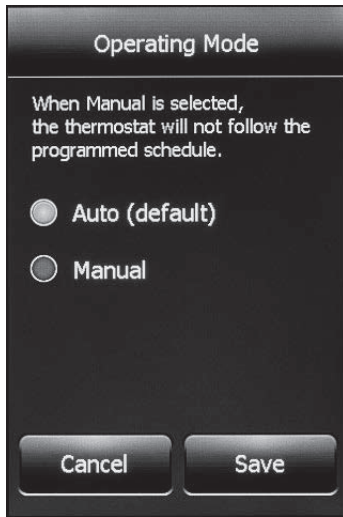 Operating Mode
When Manual is selected,
the thermostat will not follow the
programmed schedule.
Auto (default)
Manual
Cancel
Save